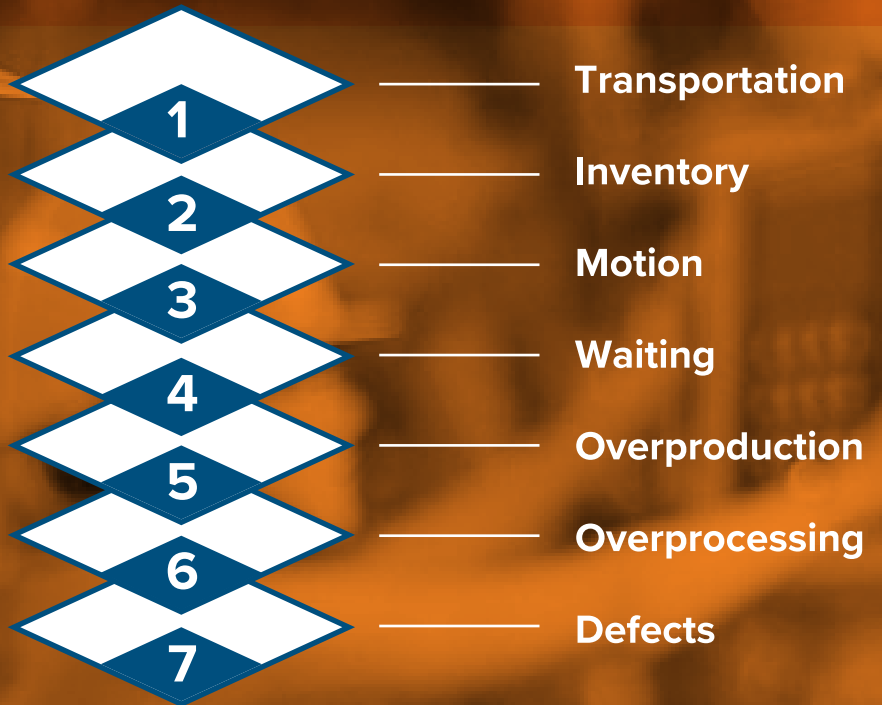 1 Transportation
2 Inventory
3 Motion
4 Waiting
5 Overproduction
6 Overprocessing
7 Defects